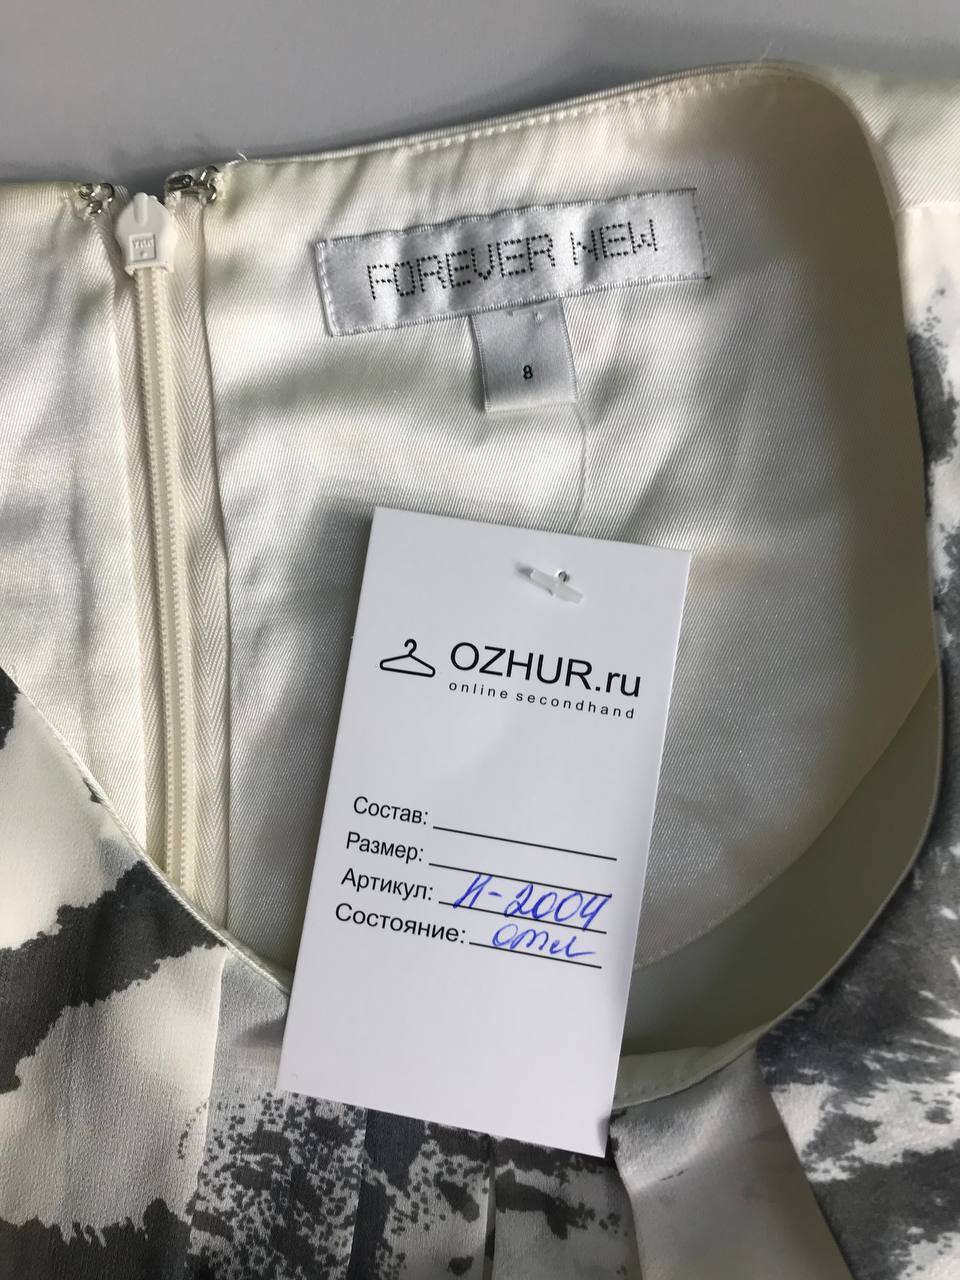 FOREVER NEW
8
OZHUR.ru
online secondhand
Состав:
Размер:
Артикул: К-2004
Состояние: отл